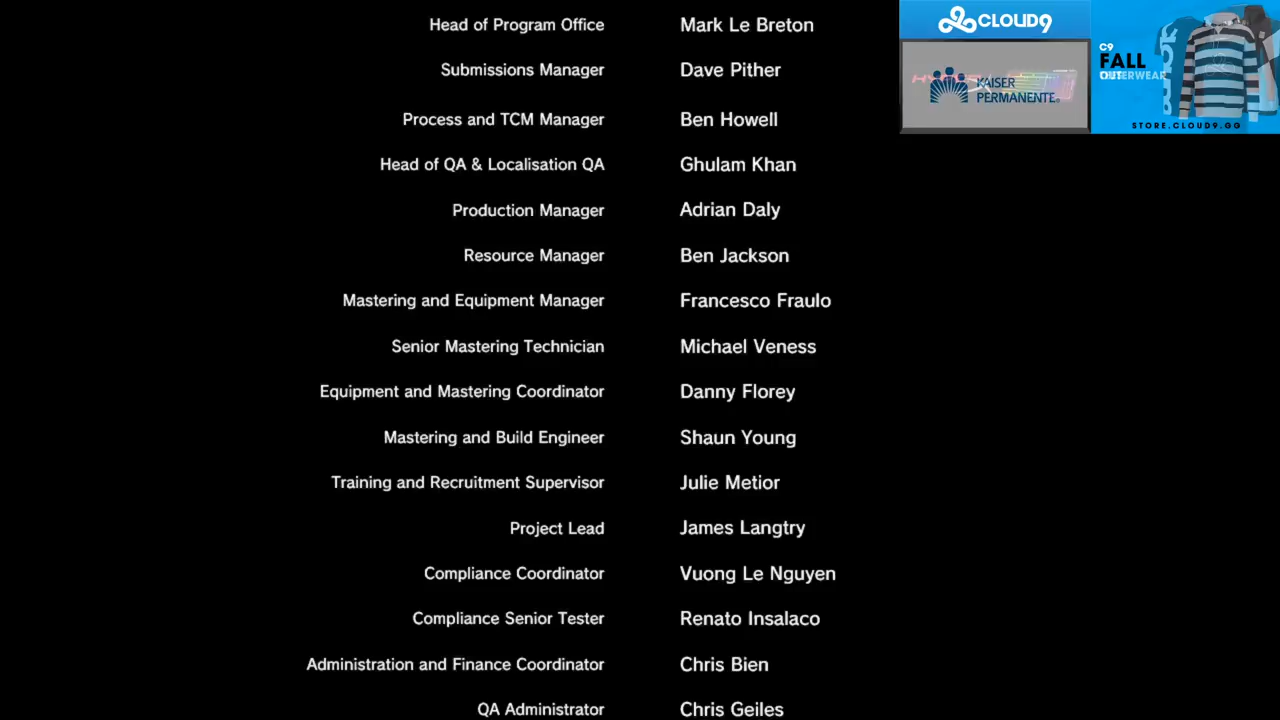 Head of Program Office Mark Le Breton
Submissions Manager Dave Pither
Process and TCM Manager Ben Howell
Head of QA & Localisation QA Ghulam Khan
Production Manager Adrian Daly
Resource Manager Ben Jackson
Mastering and Equipment Manager Francesco Fraulo
Senior Mastering Technician Michael Veness
Equipment and Mastering Coordinator Danny Florey
Mastering and Build Engineer Shaun Young
Training and Recruitment Supervisor Julie Metior
Project Lead James Langtry
Compliance Coordinator Vuong Le Nguyen
Compliance Senior Tester Renato Insalaco
Administration and Finance Coordinator Chris Bien
QA Administrator Chris Geiles
CLOUD9
KAISER
PERMANENTE®
C9
FALL
STORE.CLOUD9.GG